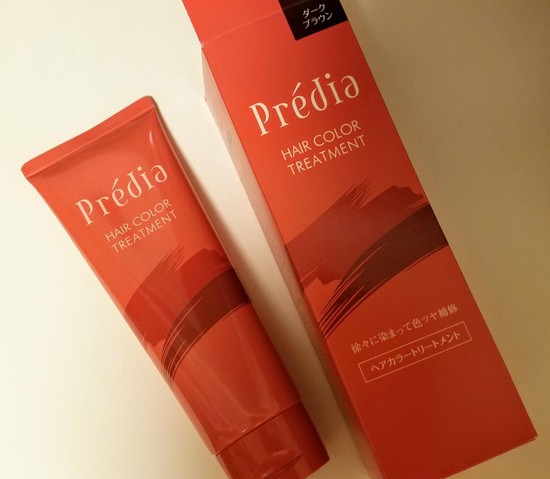 Prédia
HAIR COLOR
TREATMENT
ダーク
ブラウン
Prédia
HAIR COLOR
TREATMENT
徐々に染まって色ツヤ補修
ヘアカラートリートメント